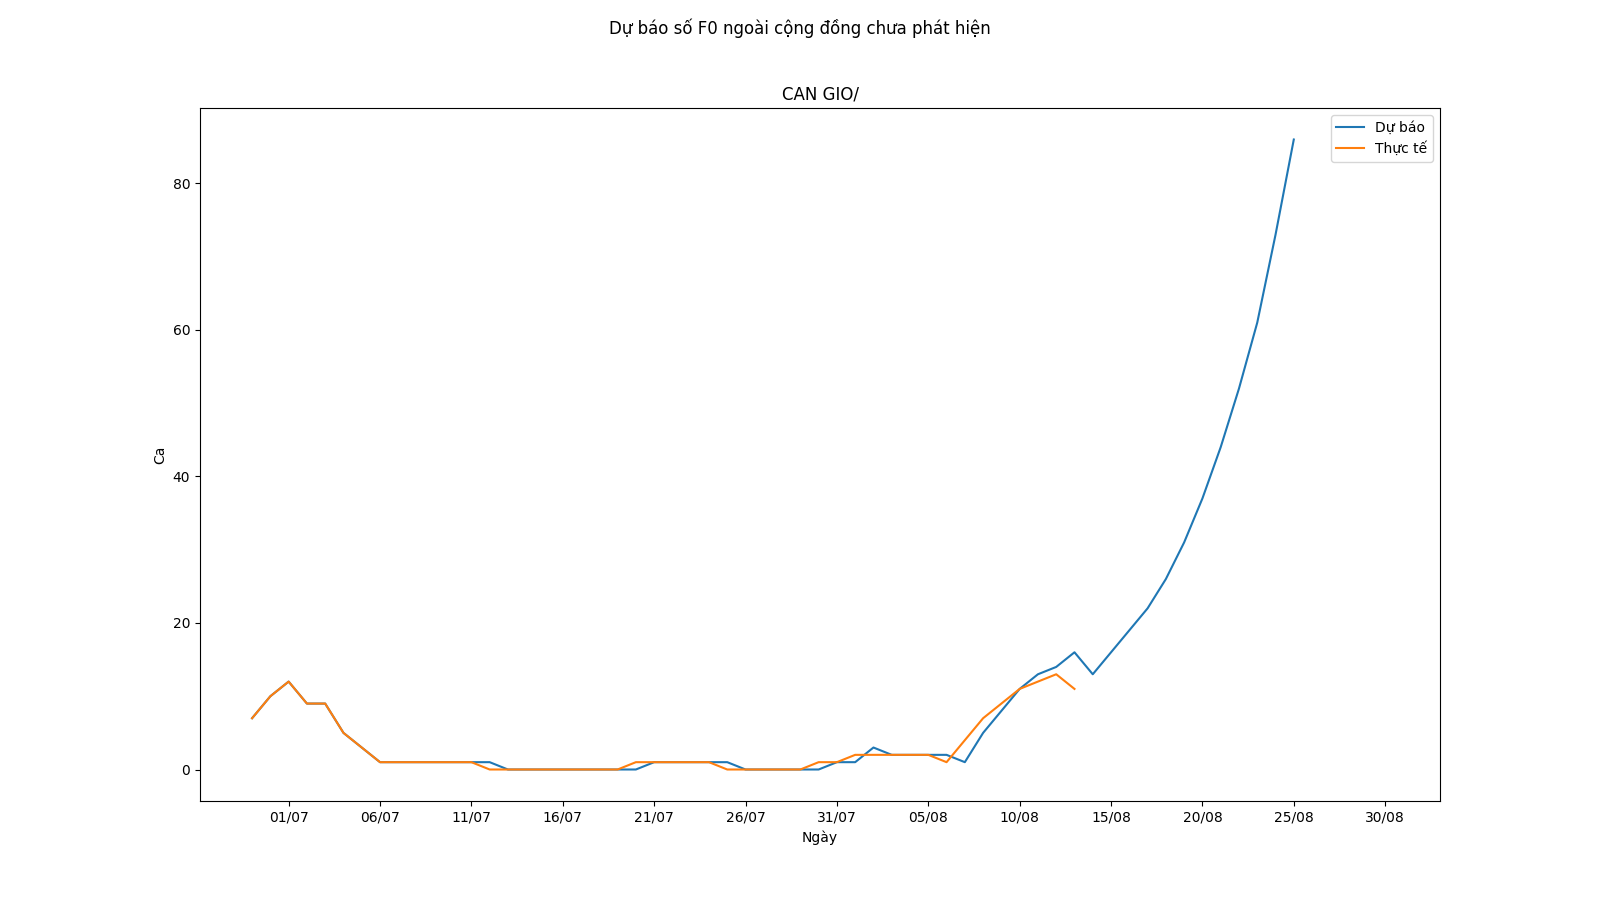 Dự báo số F0 ngoài cộng đồng chưa phát hiện
CAN GIO/
Dự báo
Thực tế
80
60
40
20
0
Ca
01/07 06/07 11/07 16/07 21/07 26/07 31/07 05/08 10/08 15/08 20/08 25/08 30/08
Ngày